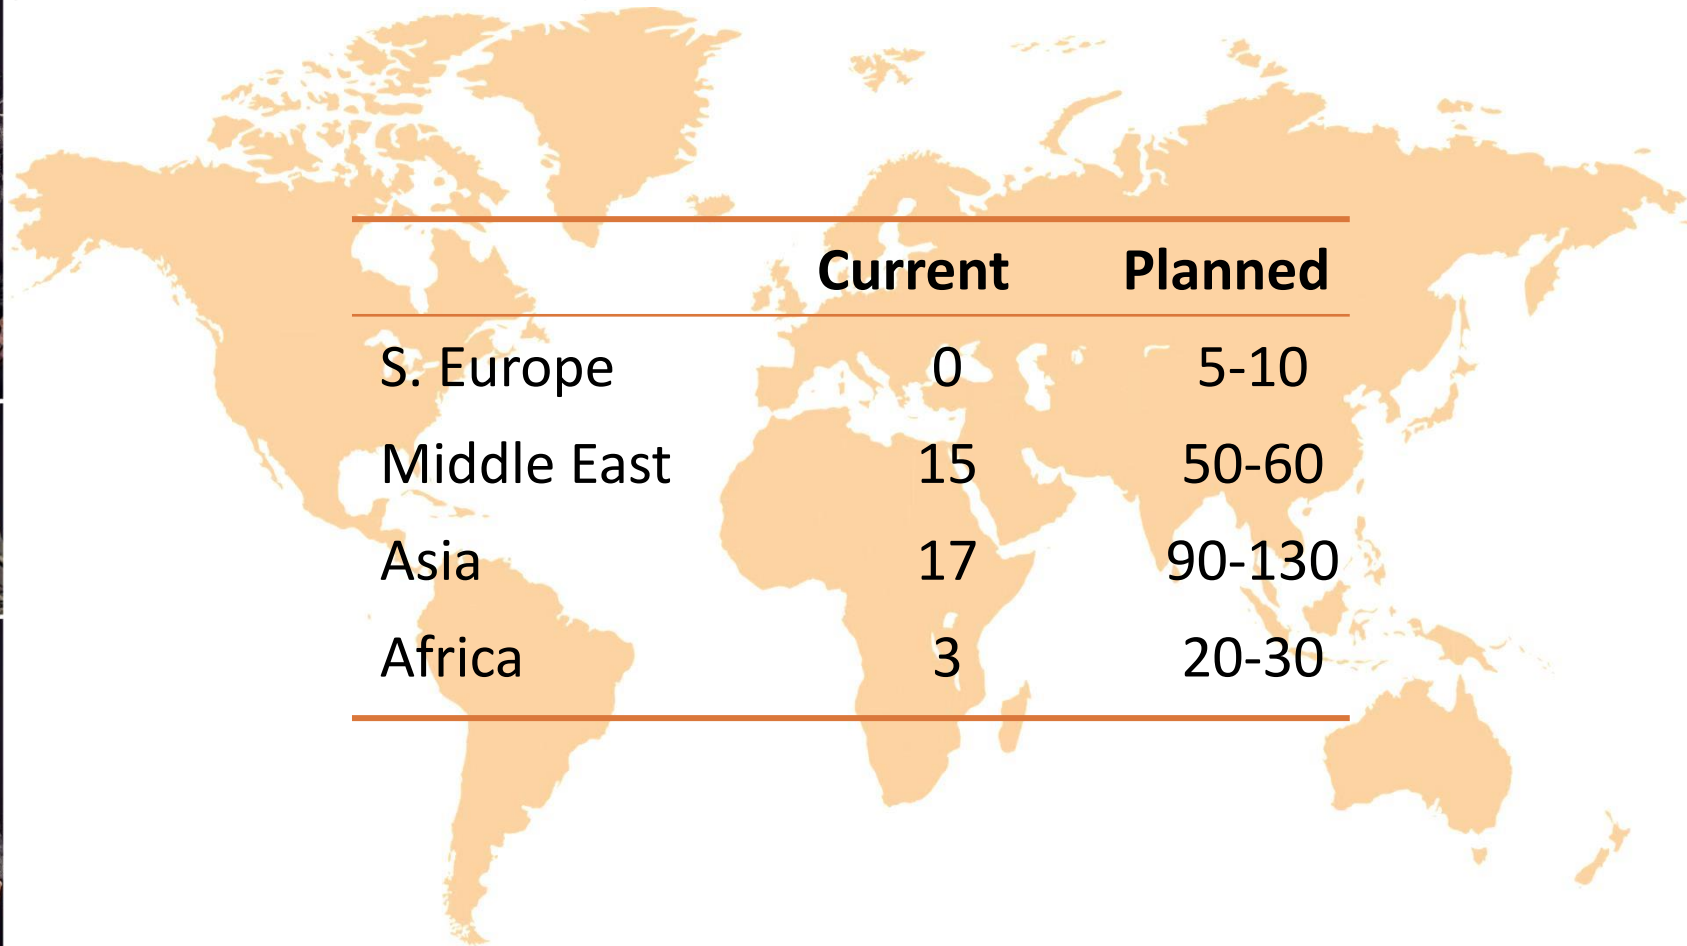 Current Planned
S. Europe 0 5-10
Middle East 15 50-60
Asia 17 90-130
Africa 3 20-30